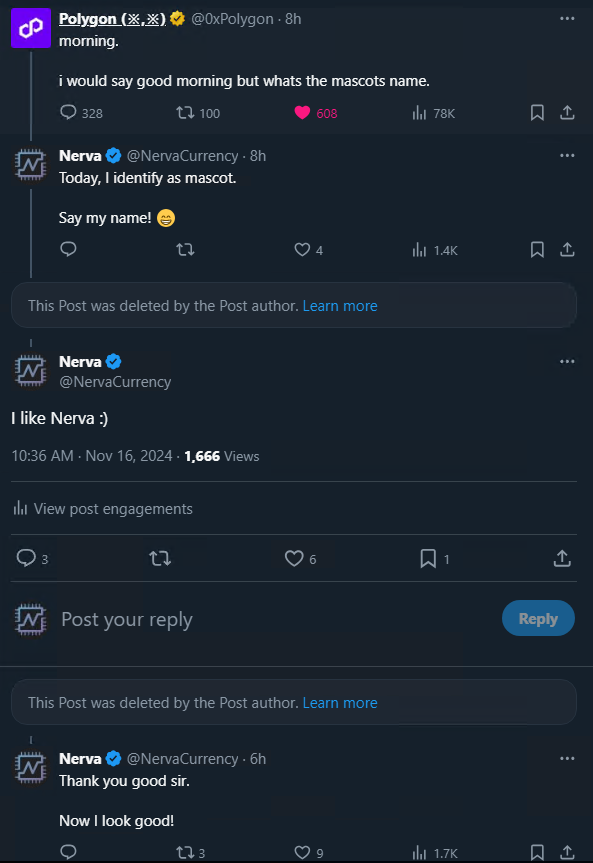 Polygon (※,※) @0xPolygon · 8h
morning.
i would say good morning but whats the mascots name.
328 100 608 78K
Nerva @NervaCurrency · 8h
Today, I identify as mascot.
Say my name! 😁
4 1.4K
This Post was deleted by the Post author. Learn more
Nerva
@NervaCurrency
I like Nerva :)
10:36 AM · Nov 16, 2024 · 1,666 Views
View post engagements
3 6 1
Post your reply Reply
This Post was deleted by the Post author. Learn more
Nerva @NervaCurrency · 6h
Thank you good sir.
Now I look good!
3 9 1.7K